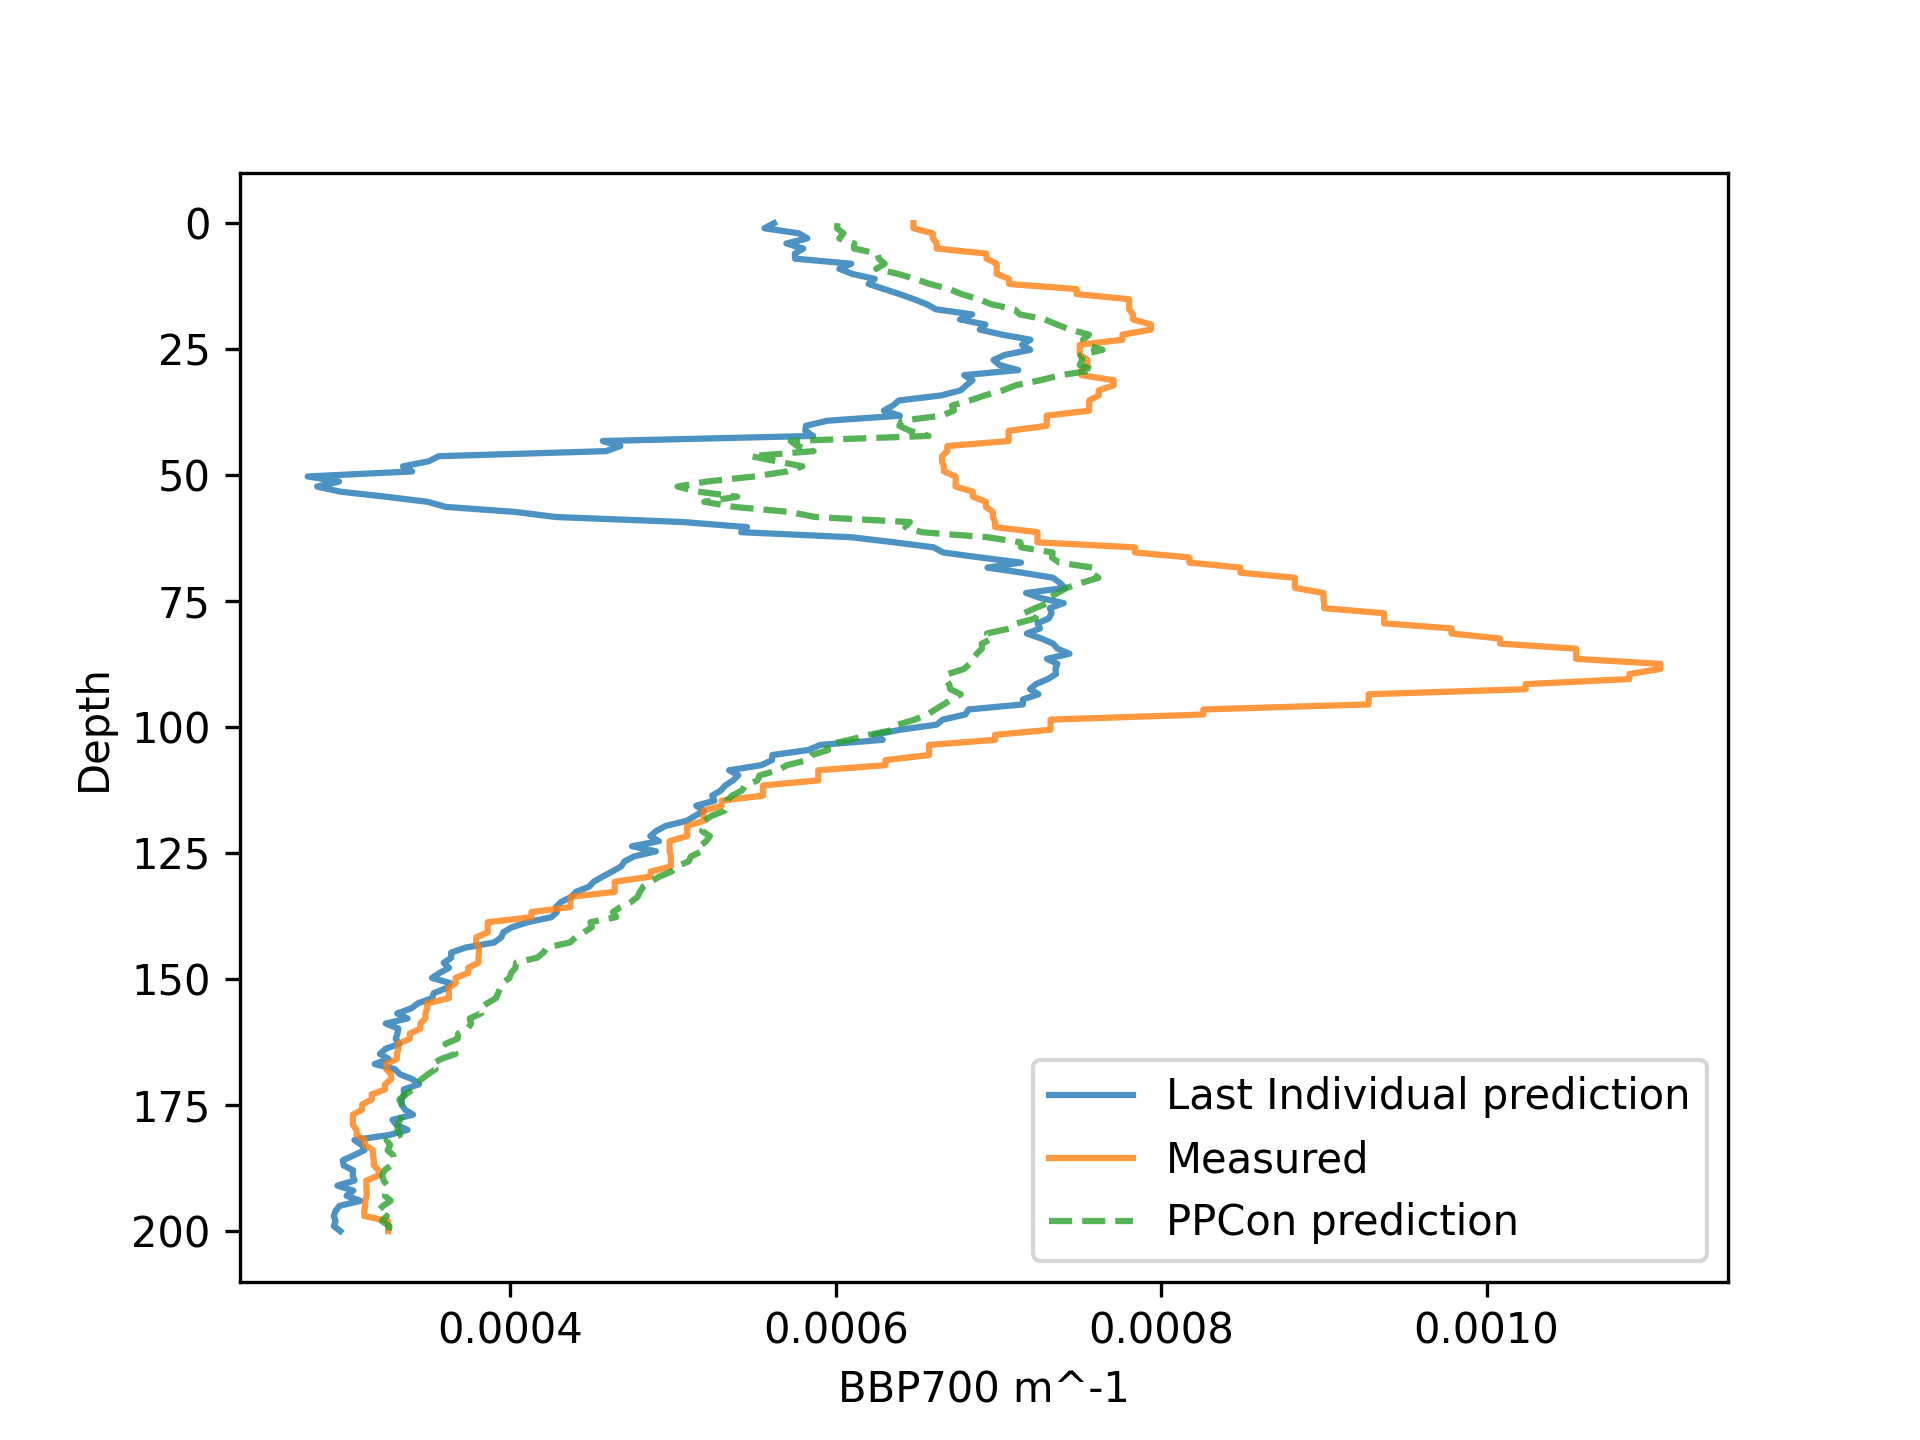 0
25
50
75
100
125
150
175
200
Depth
0.0004 0.0006 0.0008 0.0010
BBP700 m^-1
Last Individual prediction
Measured
PPCon prediction